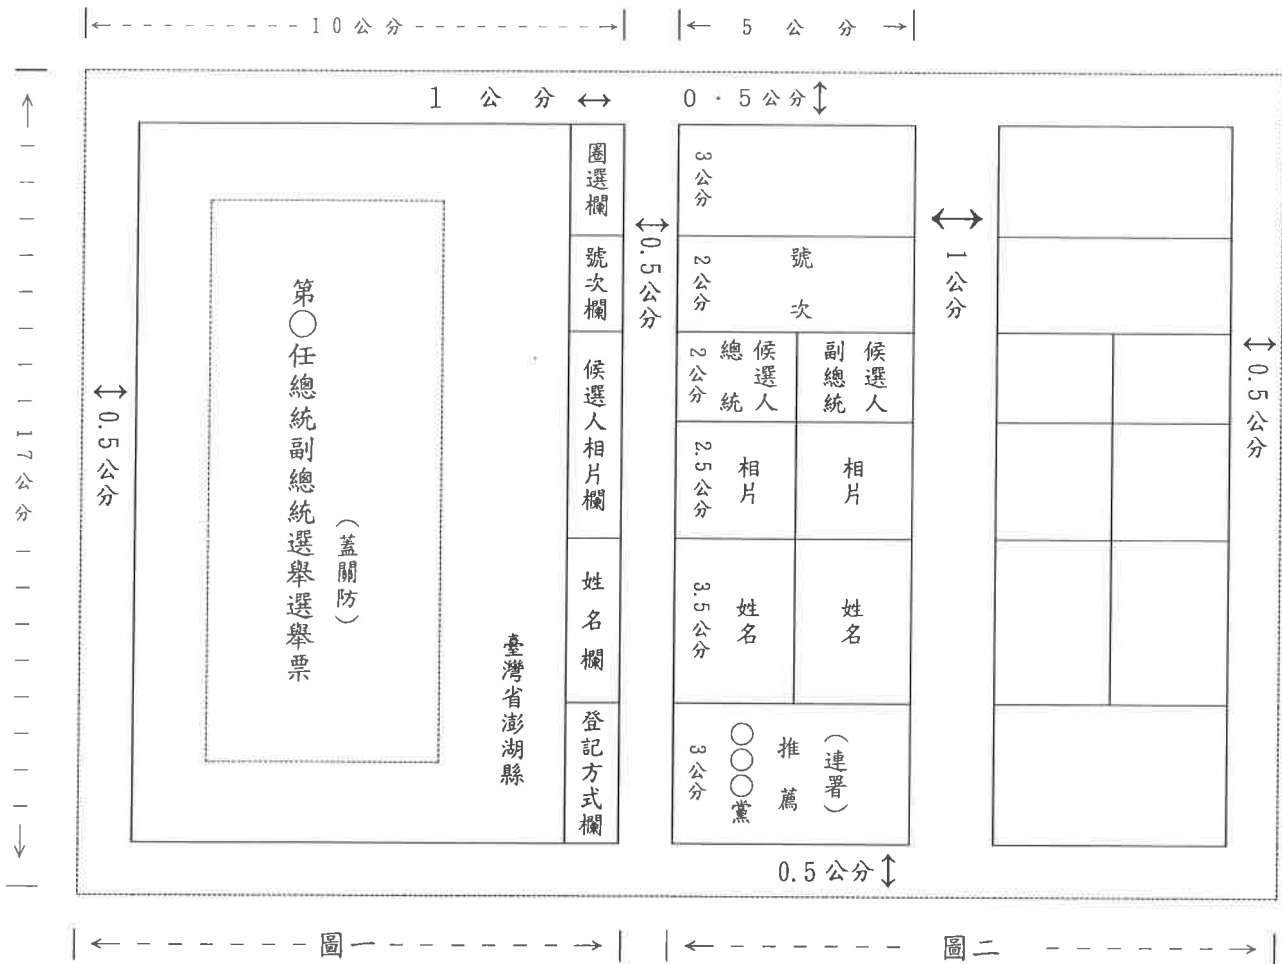 10公分
5 公 分
1 公 分
0．5公分
圈選欄
號次欄
候選人相片欄
姓名欄
登記方式欄
臺灣省澎湖縣
（蓋關防）
第○任總統副總統選舉選舉票
0.5公分
17公分
0.5公分
3公分
2公分
號次
2公分
候選人
總統
候選人
副總統
2.5公分
相片
相片
3.5公分
姓名
姓名
3公分
（連署）
推薦
○○○黨
1公分
0.5公分
0.5公分
圖一
圖二